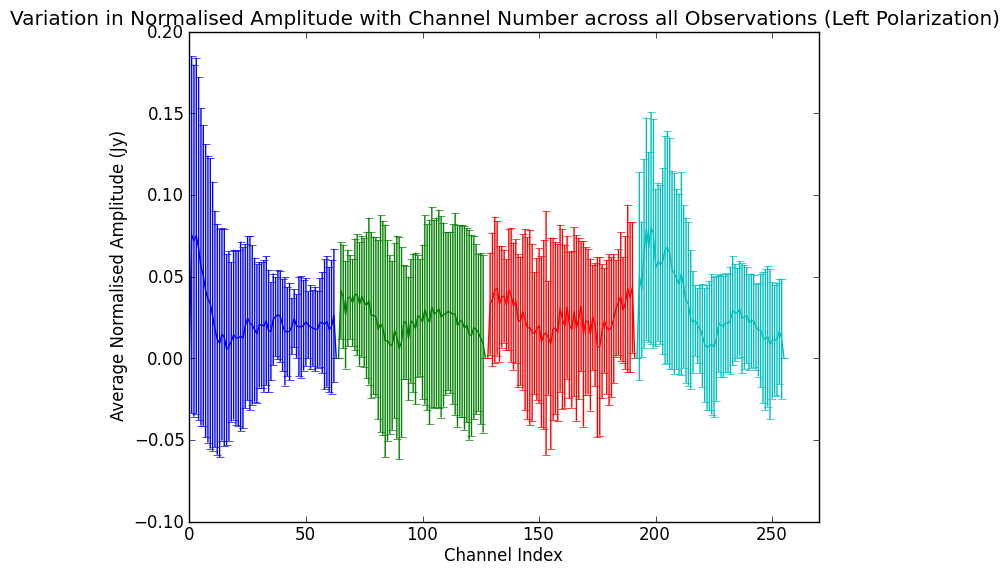 Variation in Normalised Amplitude with Channel Number across all Observations (Left Polarization)
0.20
0.15
0.10
0.05
0.00
−0.05
−0.10
Average Normalised Amplitude (Jy)
0 50 100 150 200 250
Channel Index